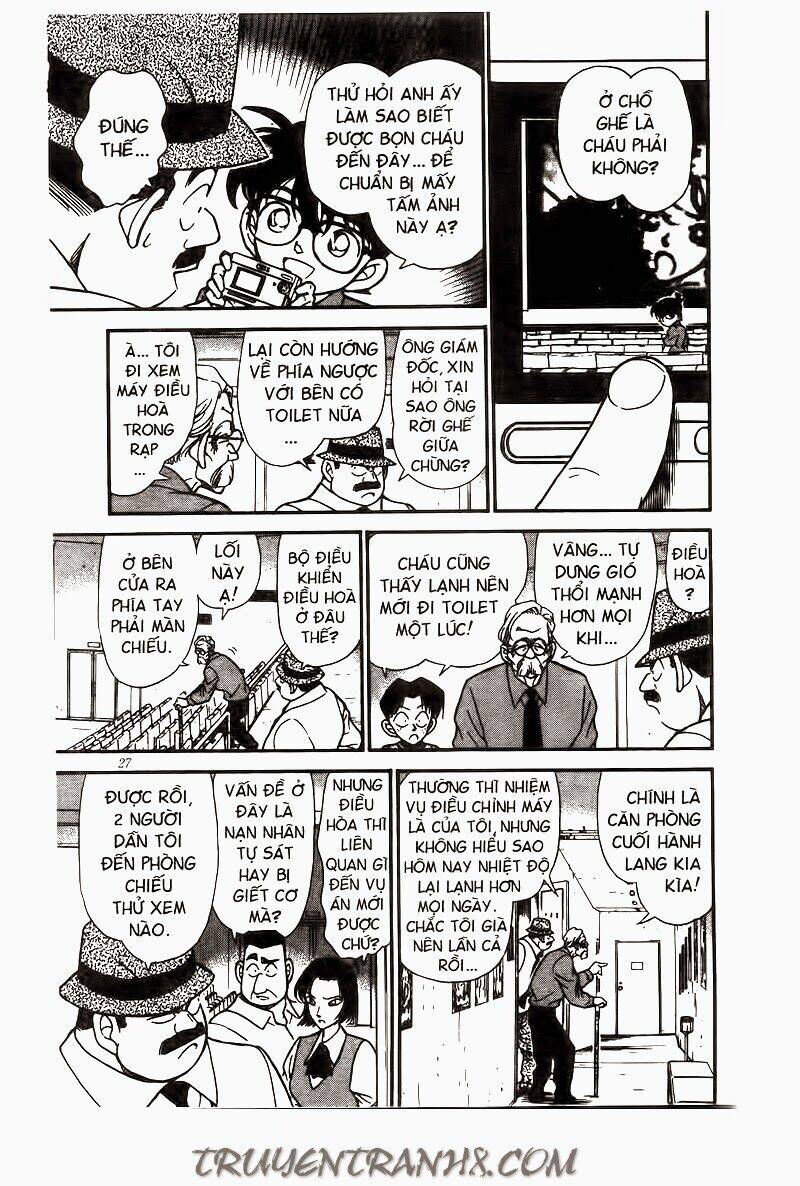 Ở CHỖ
GHẾ LÀ
CHÁU PHẢI
KHÔNG?
THỬ HỎI ANH ẤY
LÀM SAO BIẾT
ĐƯỢC BỌN CHÁU
ĐẾN ĐÂY... ĐỂ
CHUẨN BỊ MẤY
TẤM ẢNH
NÀY Ạ?
ĐÚNG
THẾ...
ÔNG GIÁM
ĐỐC, XIN
HỎI TẠI
SAO ÔNG
RỜI GHẾ
GIỮA
CHỪNG?
LẠI CÒN HƯỚNG
VỀ PHÍA NGƯỢC
VỚI BÊN CÓ
TOILET NỮA
...
À... TÔI
ĐI XEM
MÁY ĐIỀU
HOÀ
TRONG
RẠP
...
ĐIỀU
HOÀ?
VÂNG... TỰ
DƯNG GIÓ
THỔI MẠNH
HƠN MỌI
KHI...
CHÁU CŨNG
THẤY LẠNH NÊN
MỚI ĐI TOILET
MỘT LÚC!
BỘ ĐIỀU
KHIỂN
ĐIỀU HOÀ
Ở ĐÂU
THẾ?
LỐI
NÀY
Ạ!
Ở BÊN
CỬA RA
PHÍA TAY
PHẢI MÀN
CHIẾU.
27
CHÍNH LÀ
CĂN PHÒNG
CUỐI HÀNH
LANG KIA
KÌA!
THƯỜNG THÌ NHIỆM
VỤ ĐIỀU CHỈNH MÁY
LÀ CỦA TÔI, NHƯNG
KHÔNG HIỂU SAO
HÔM NAY NHIỆT ĐỘ
LẠI LẠNH HƠN
MỌI NGÀY.
CHẮC TÔI GIÀ
NÊN LẨN CẢ
RỒI...
NHƯNG
ĐIỀU
HÒA THÌ
LIÊN
QUAN GÌ
ĐẾN VỤ
ÁN MỚI
ĐƯỢC
CHỨ?
VẤN ĐỀ Ở
ĐÂY LÀ
NẠN NHÂN
TỰ SÁT
HAY BỊ
GIẾT CƠ
MÀ?
ĐƯỢC RỒI,
2 NGƯỜI
DẪN TÔI
ĐẾN PHÒNG
CHIẾU
THỬ XEM
NÀO.
TRUYENTRANH8.COM